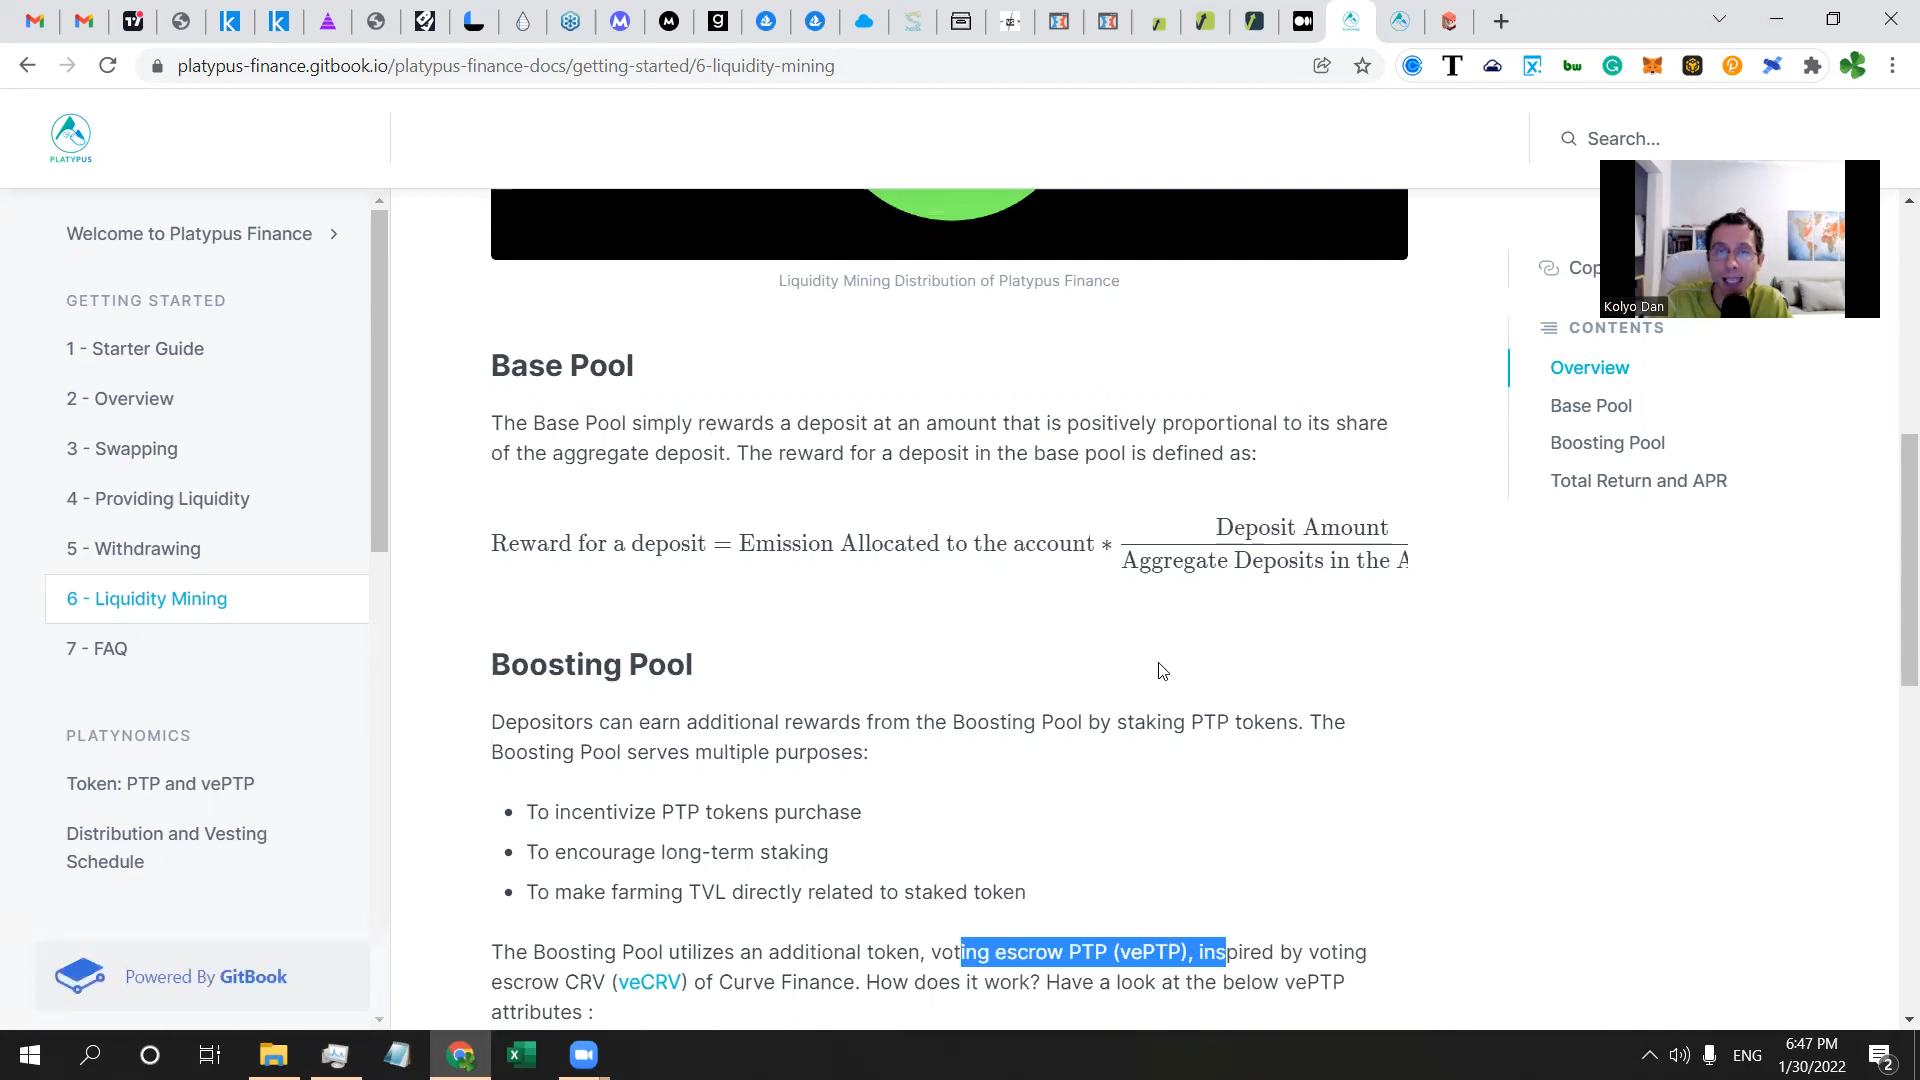 platypus-finance.gitbook.io/platypus-finance-docs/getting-started/6-liquidity-mining
PLATYPUS
Search...
Welcome to Platypus Finance
GETTING STARTED
1 - Starter Guide
2 - Overview
3 - Swapping
4 - Providing Liquidity
5 - Withdrawing
6 - Liquidity Mining
7 - FAQ
PLATYNOMICS
Token: PTP and vePTP
Distribution and Vesting
Schedule
Powered By GitBook
Liquidity Mining Distribution of Platypus Finance
Base Pool
The Base Pool simply rewards a deposit at an amount that is positively proportional to its share
of the aggregate deposit. The reward for a deposit in the base pool is defined as:
Reward for a deposit = Emission Allocated to the account * Deposit Amount
Aggregate Deposits in the A
Boosting Pool
Depositors can earn additional rewards from the Boosting Pool by staking PTP tokens. The
Boosting Pool serves multiple purposes:
• To incentivize PTP tokens purchase
• To encourage long-term staking
• To make farming TVL directly related to staked token
The Boosting Pool utilizes an additional token, voting escrow PTP (vePTP), inspired by voting
escrow CRV (veCRV) of Curve Finance. How does it work? Have a look at the below vePTP
attributes :
Cop
Kolyo Dan
CONTENTS
Overview
Base Pool
Boosting Pool
Total Return and APR
ENG
6:47 PM
1/30/2022
2